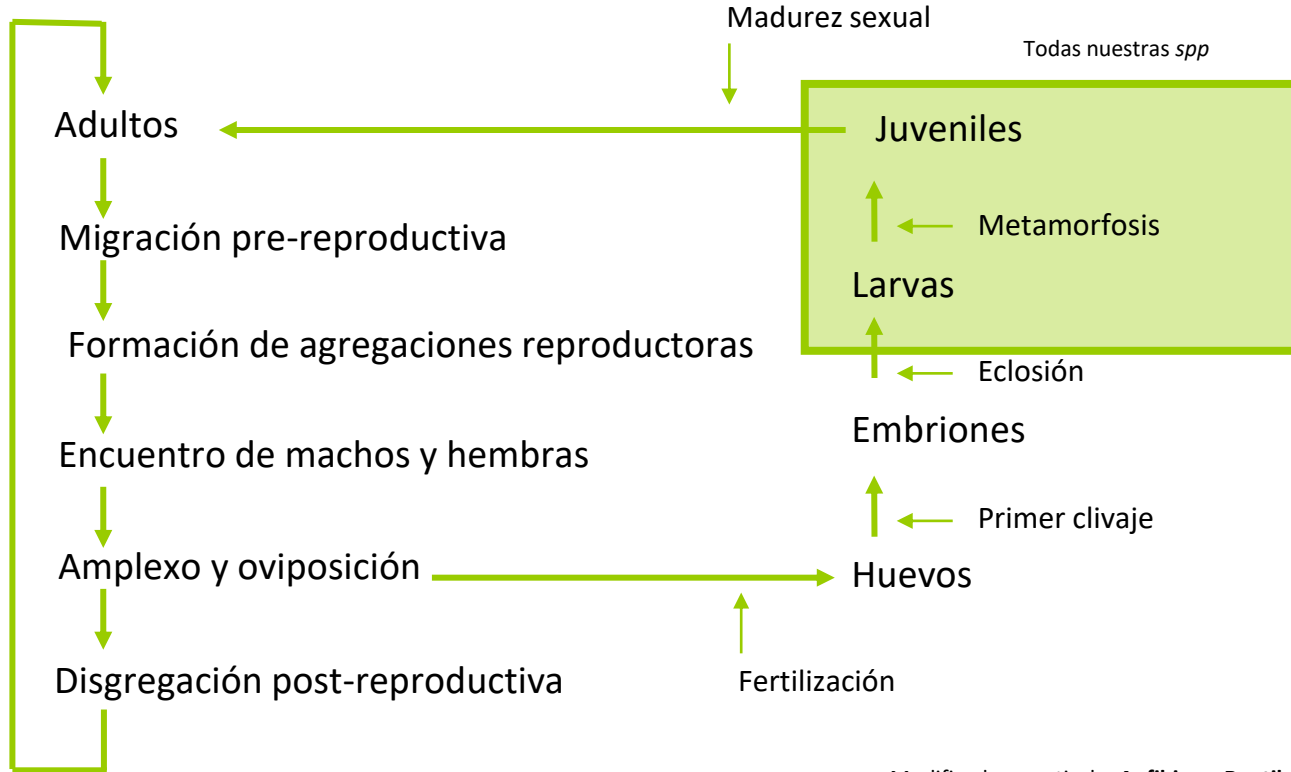 Madurez sexual
Todas nuestras spp
Adultos
Juveniles
Migración pre-reproductiva
Metamorfosis
Larvas
Formación de agregaciones reproductoras
Eclosión
Embriones
Encuentro de machos y hembras
Primer clivaje
Amplexo y oviposición
Huevos
Disgregación post-reproductiva
Fertilización